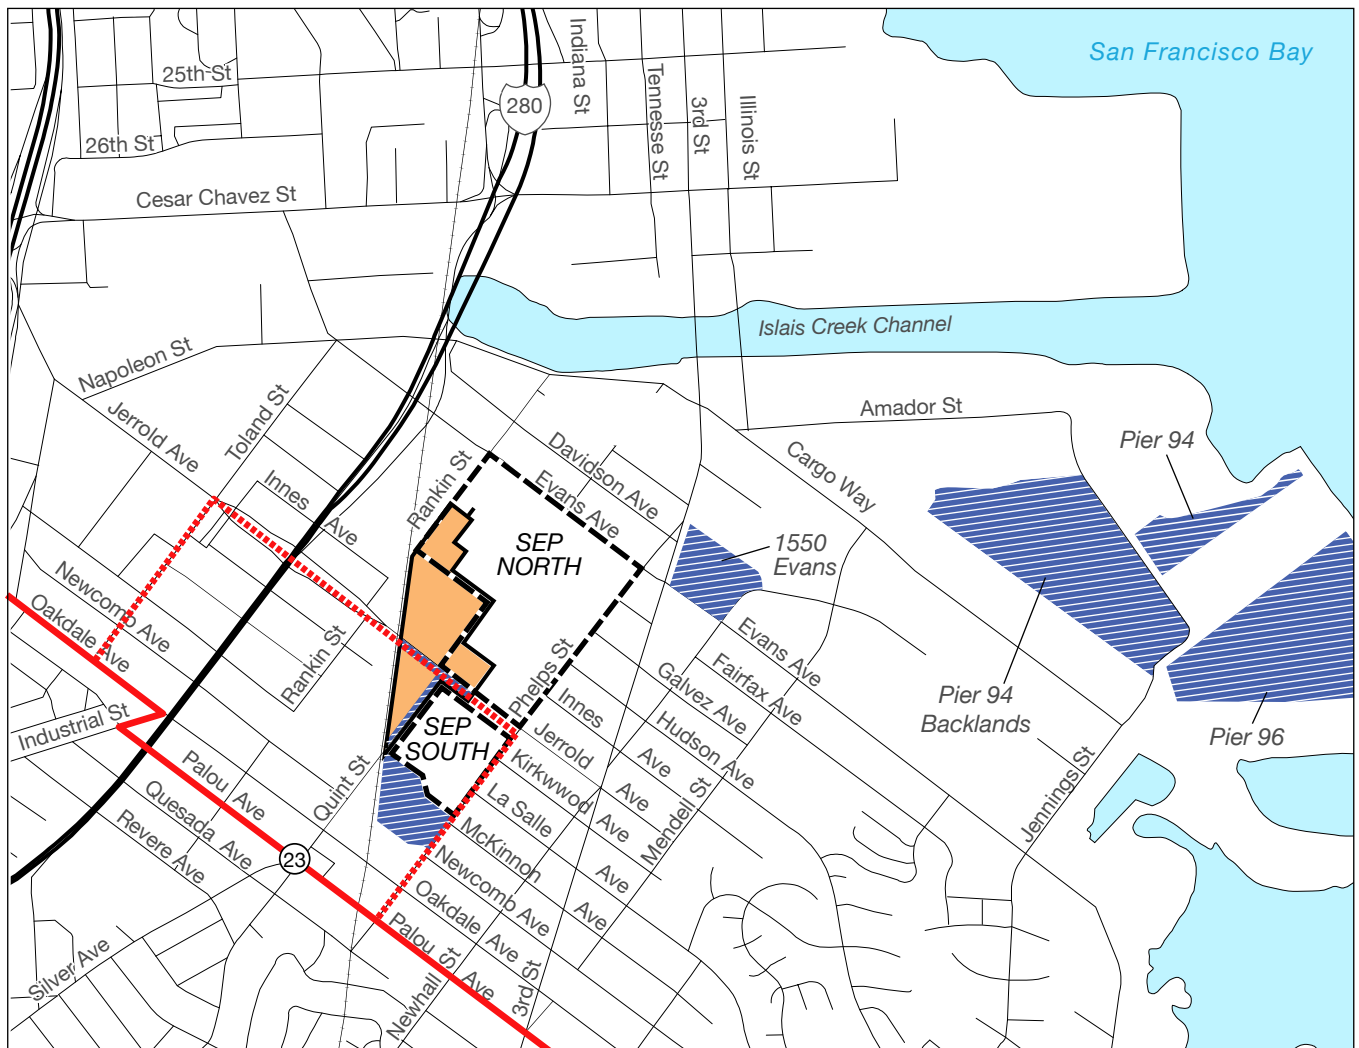 San Francisco Bay
25th St
280
Indiana St
Tennesse St
3rd St
Illinois St
26th St
Cesar Chavez St
Islais Creek Channel
Napoleon St
Jerrold Ave
Toland St
Amador St
Pier 94
Cargo Way
Davidson Ave
Evans Ave
Rankin St
Innes
Ave
SEP
NORTH
1550
Evans
Newcomb Ave
Oakdale Ave
Rankin St
Industrial St
Phelps St
Evans Ave
Fairfax Ave
Galvez Ave
Hudson Ave
Innes
Ave
Jerrold
Ave
Kirkwood
Ave
La Salle
Ave
McKinnon
Ave
Newcomb Ave
Oakdale
Ave
Palou
Ave
SEP
SOUTH
Pier 94
Backlands
Pier 96
Palou Ave
Quesada Ave
Revere Ave
Quint St
23
Mendell St
Jennings St
Silver Ave
Newhall St
3rd St